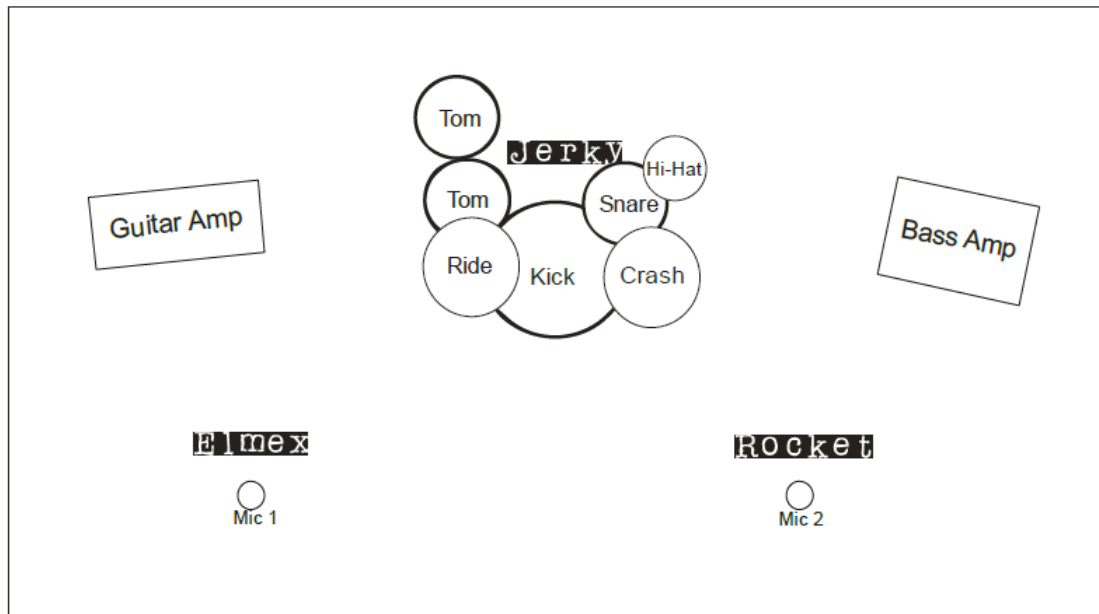 Tom
Jerky
Hi-Hat
Tom
Snare
Guitar Amp
Bass Amp
Ride
Kick
Crash
Elmex
Rocket
Mic 1
Mic 2